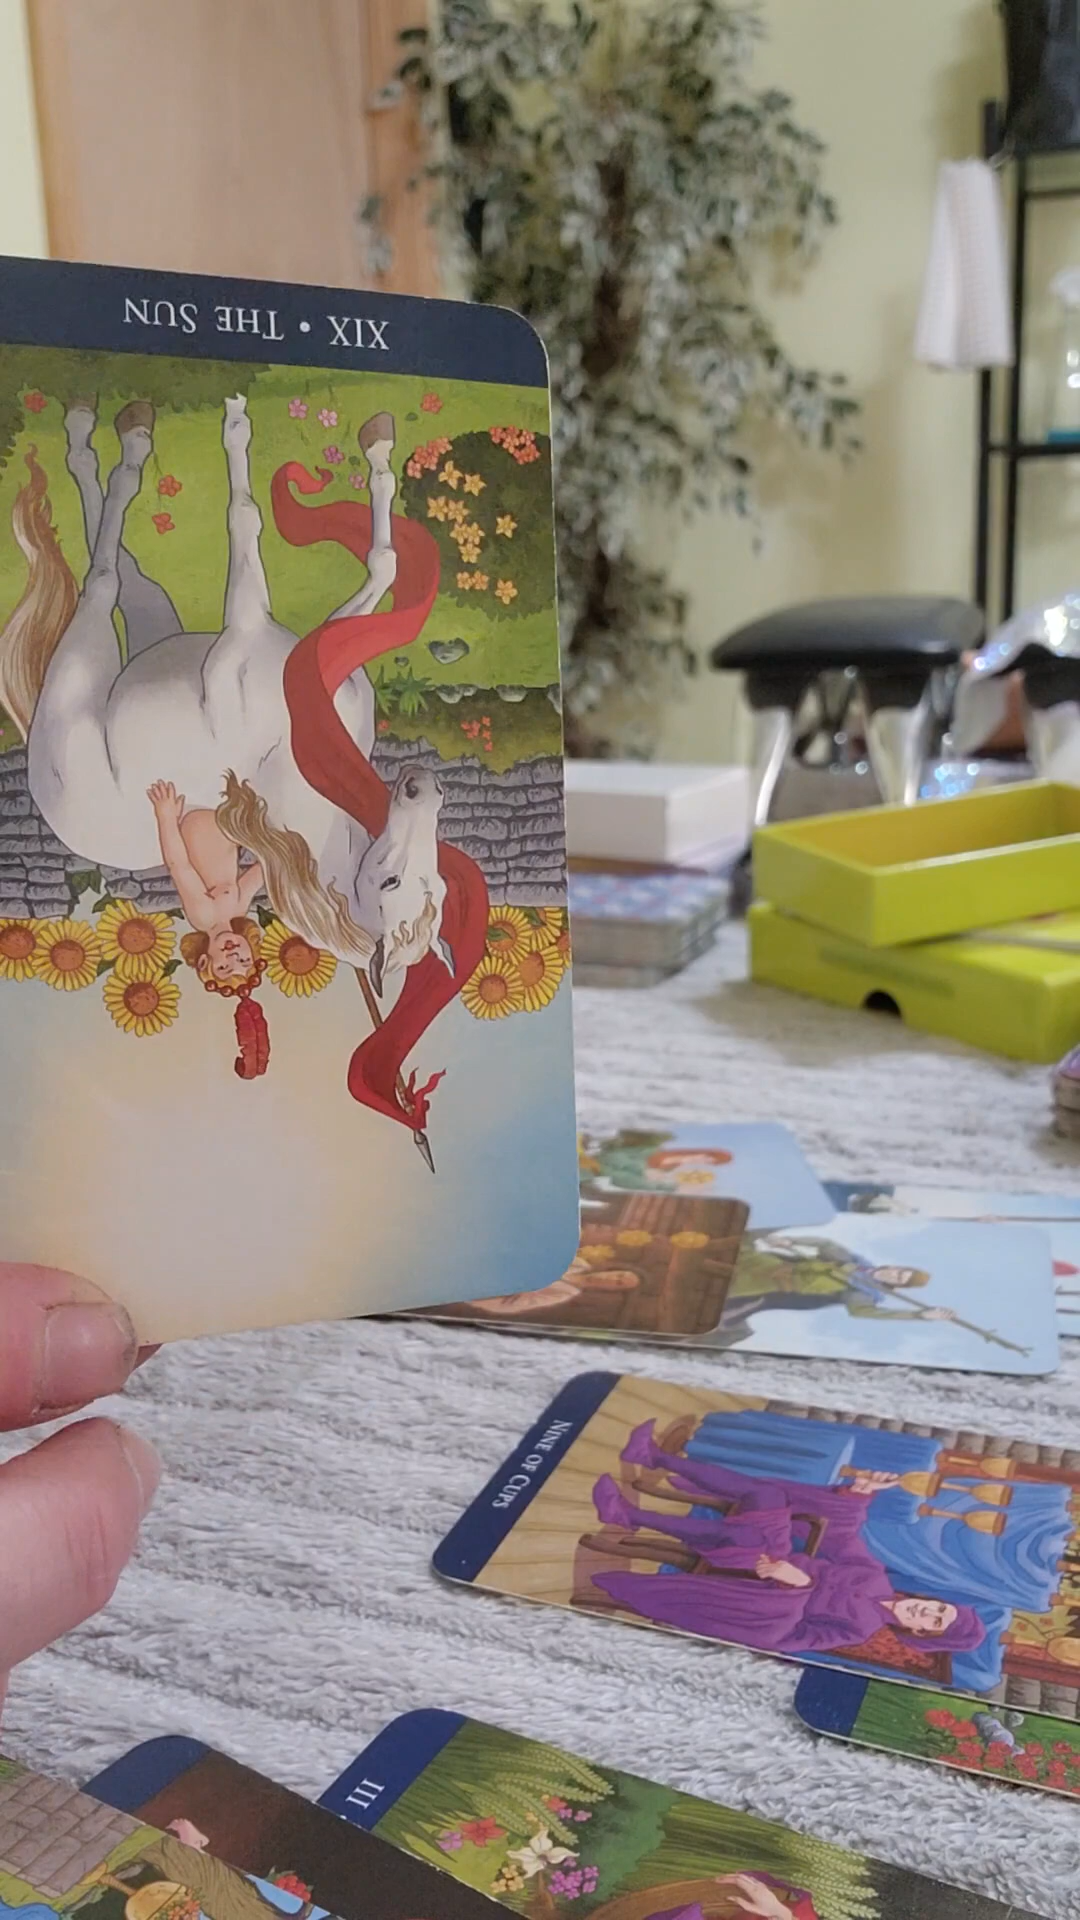 XIX • THE SUN
NINE OF CUPS
III